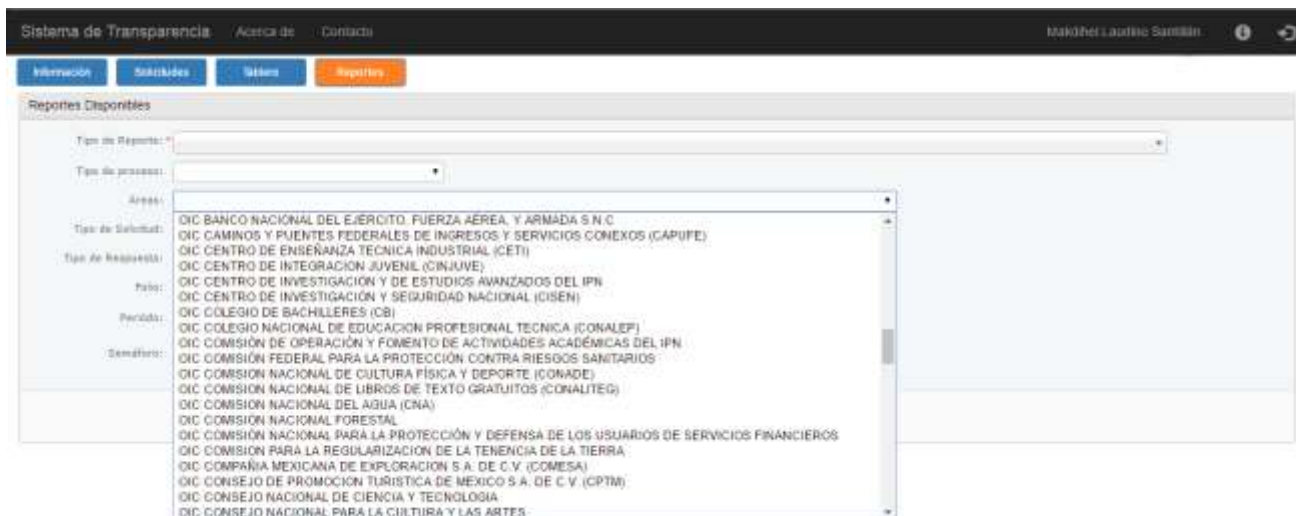 Sistema de Transparencia Acerca de Contacto
Información Solicitudes Tablero Reportes
Reportes Disponibles
Tipo de Reporte: *
Tipo de proceso:
Áreas:
OIC BANCO NACIONAL DEL EJÉRCITO, FUERZA AÉREA, Y ARMADA S.N.C
OIC CAMINOS Y PUENTES FEDERALES DE INGRESOS Y SERVICIOS CONEXOS (CAPUFE)
Tipo de Solicitud:
OIC CENTRO DE ENSEÑANZA TECNICA INDUSTRIAL (CETI)
OIC CENTRO DE INTEGRACION JUVENIL (CINJUVE)
Tipo de Respuesta:
OIC CENTRO DE INVESTIGACIÓN Y DE ESTUDIOS AVANZADOS DEL IPN
OIC CENTRO DE INVESTIGACIÓN Y SEGURIDAD NACIONAL (CISEN)
Folio:
OIC COLEGIO DE BACHILLERES (CB)
Periódo:
OIC COLEGIO NACIONAL DE EDUCACION PROFESIONAL TECNICA (CONALEP)
OIC COMISIÓN DE OPERACIÓN Y FOMENTO DE ACTIVIDADES ACADÉMICAS DEL IPN
Semáforo:
OIC COMISIÓN FEDERAL PARA LA PROTECCIÓN CONTRA RIESGOS SANITARIOS
OIC COMISIÓN NACIONAL DE CULTURA FÍSICA Y DEPORTE (CONADE)
OIC COMISION NACIONAL DE LIBROS DE TEXTO GRATUITOS (CONALITEG)
OIC COMISION NACIONAL DEL AGUA (CNA)
OIC COMISIÓN NACIONAL FORESTAL
OIC COMISIÓN NACIONAL PARA LA PROTECCIÓN Y DEFENSA DE LOS USUARIOS DE SERVICIOS FINANCIEROS
OIC COMISION PARA LA REGULARIZACION DE LA TENENCIA DE LA TIERRA
OIC COMPAÑIA MEXICANA DE EXPLORACION S.A. DE C.V. (COMESA)
OIC CONSEJO DE PROMOCION TURISTICA DE MEXICO S.A. DE C.V. (CPTM)
OIC CONSEJO NACIONAL DE CIENCIA Y TECNOLOGIA
OIC CONSEJO NACIONAL PARA LA CULTURA Y LAS ARTES